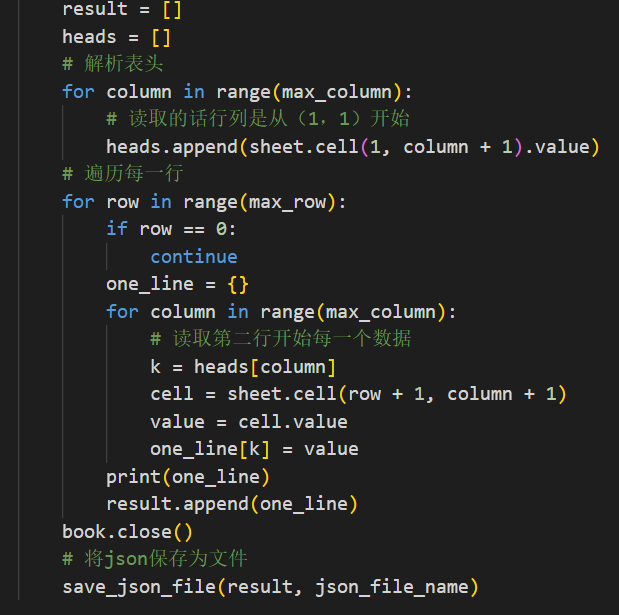 result = []
heads = []
# 解析表头
for column in range(max_column):
# 读取的话行列是从（1，1）开始
heads.append(sheet.cell(1, column + 1).value)
# 遍历每一行
for row in range(max_row):
if row == 0:
continue
one_line = {}
for column in range(max_column):
# 读取第二行开始每一个数据
k = heads[column]
cell = sheet.cell(row + 1, column + 1)
value = cell.value
one_line[k] = value
print(one_line)
result.append(one_line)
book.close()
# 将json保存为文件
save_json_file(result, json_file_name)